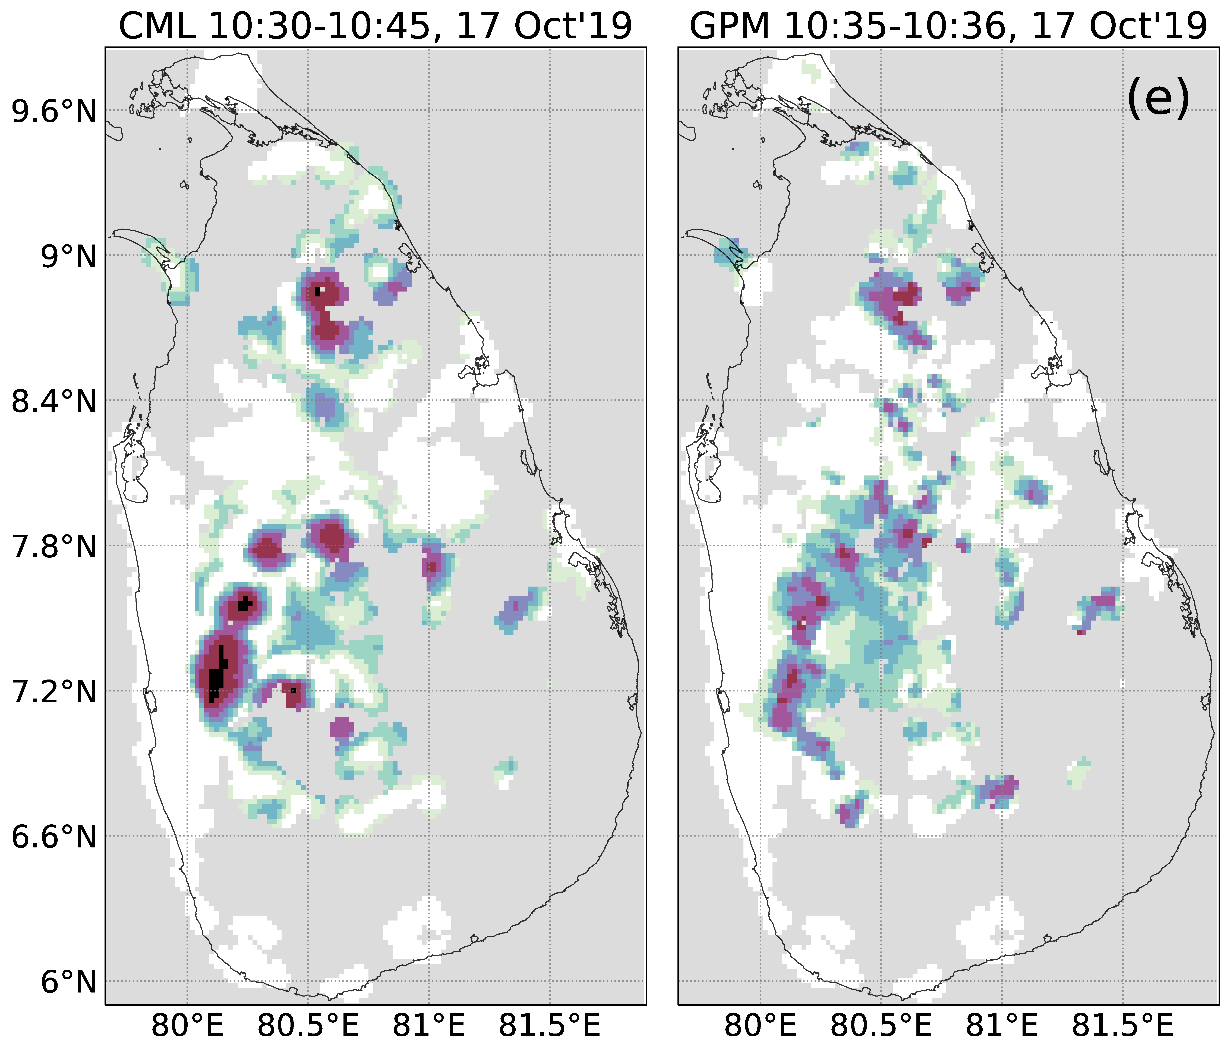 CML 10:30-10:45, 17 Oct'19
GPM 10:35-10:36, 17 Oct'19
(e)
9.6°N
9°N
8.4°N
7.8°N
7.2°N
6.6°N
6°N
80°E 80.5°E 81°E 81.5°E
80°E 80.5°E 81°E 81.5°E